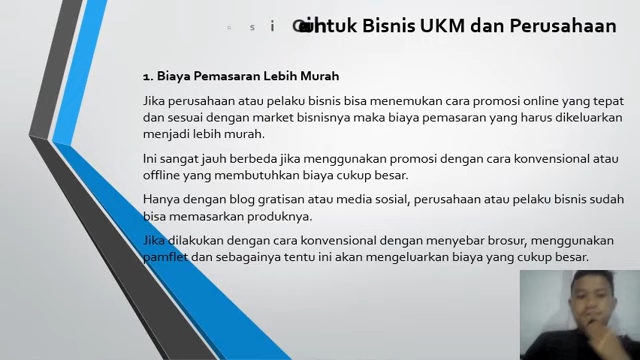 untuk Bisnis UKM dan Perusahaan
1. Biaya Pemasaran Lebih Murah
Jika perusahaan atau pelaku bisnis bisa menemukan cara promosi online yang tepat
dan sesuai dengan market bisnisnya maka biaya pemasaran yang harus dikeluarkan
menjadi lebih murah.
Ini sangat jauh berbeda jika menggunakan promosi dengan cara konvensional atau
offline yang membutuhkan biaya cukup besar.
Hanya dengan blog gratisan atau media sosial, perusahaan atau pelaku bisnis sudah
bisa memasarkan produknya.
Jika dilakukan dengan cara konvensional dengan menyebar brosur, menggunakan
pamflet dan sebagainya tentu ini akan mengeluarkan biaya yang cukup besar.